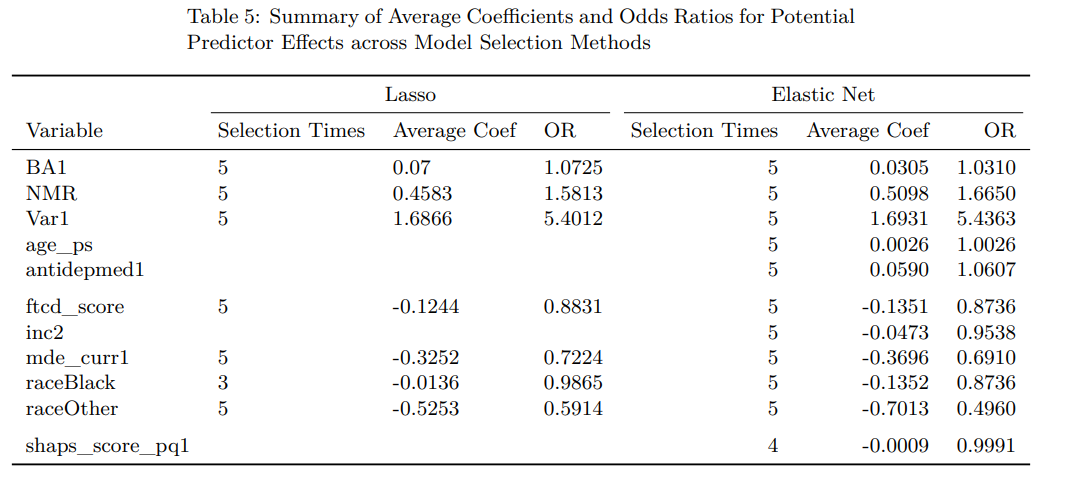 Table 5: Summary of Average Coefficients and Odds Ratios for Potential
Predictor Effects across Model Selection Methods
Lasso Elastic Net
Variable Selection Times Average Coef OR Selection Times Average Coef OR
BA1 5 0.07 1.0725 5 0.0305 1.0310
NMR 5 0.4583 1.5813 5 0.5098 1.6650
Var1 5 1.6866 5.4012 5 1.6931 5.4363
age_ps 5 0.0026 1.0026
antidepmed1 5 0.0590 1.0607
ftcd_score 5 -0.1244 0.8831 5 -0.1351 0.8736
inc2 5 -0.0473 0.9538
mde_curr1 5 -0.3252 0.7224 5 -0.3696 0.6910
raceBlack 3 -0.0136 0.9865 5 -0.1352 0.8736
raceOther 5 -0.5253 0.5914 5 -0.7013 0.4960
shaps_score_pq1 4 -0.0009 0.9991